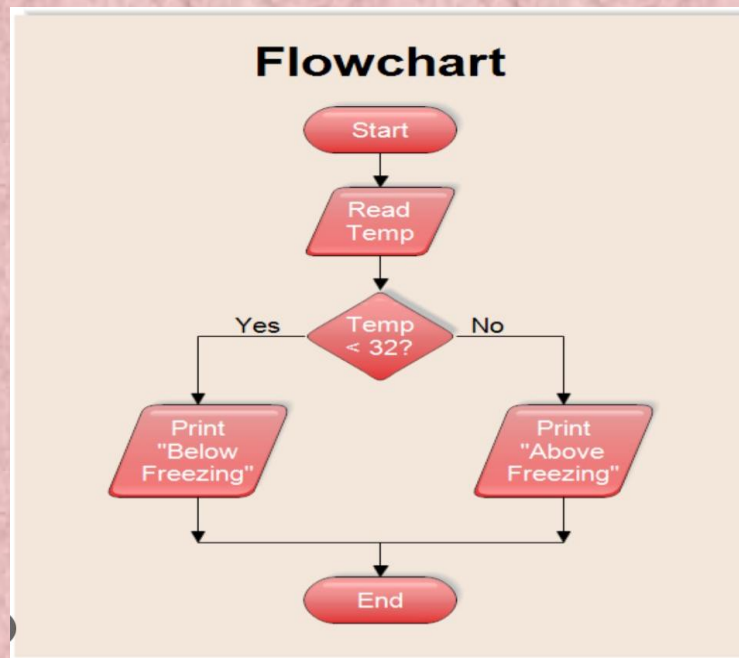 Flowchart
Start
Read
Temp
Temp
< 32?
Yes
No
Print
"Below
Freezing"
Print
"Above
Freezing"
End